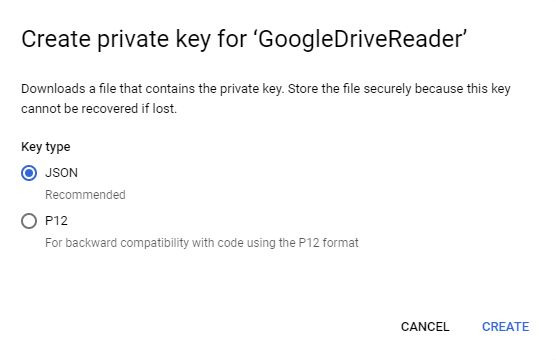 Create private key for ‘GoogleDriveReader’
Downloads a file that contains the private key. Store the file securely because this key
cannot be recovered if lost.
Key type
JSON
Recommended
P12
For backward compatibility with code using the P12 format
CANCEL CREATE